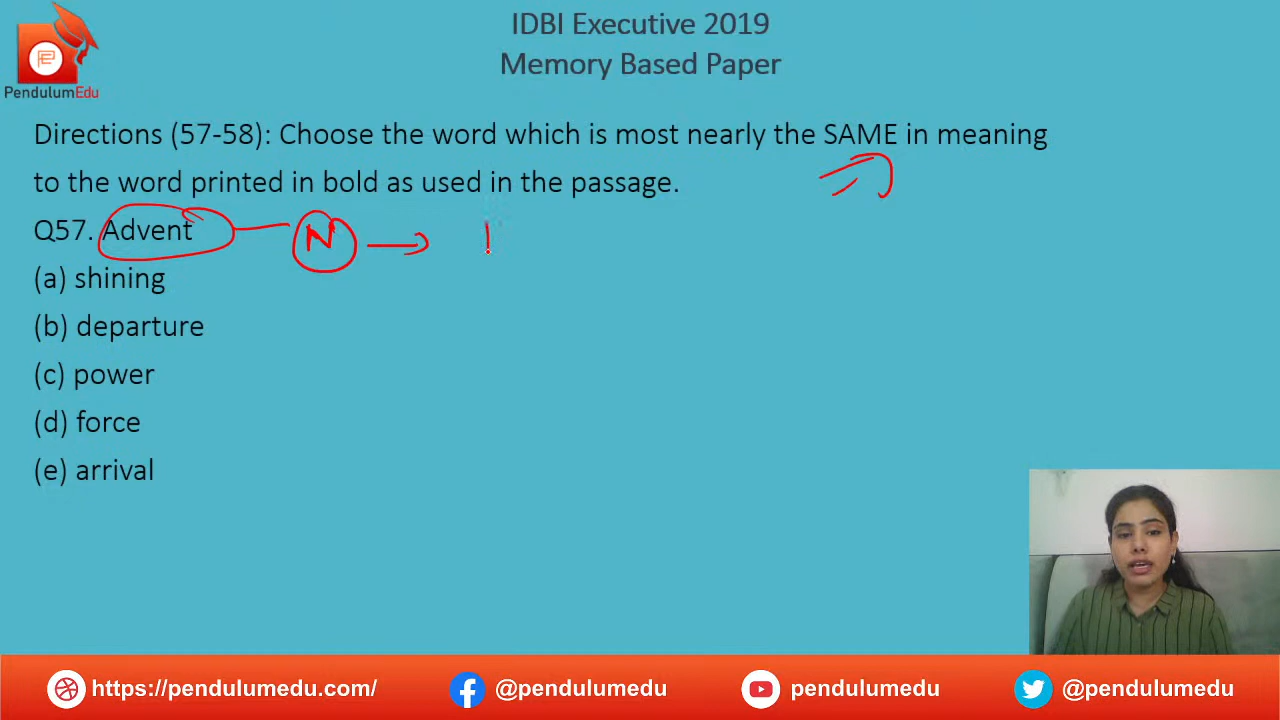 IDBI Executive 2019
Memory Based Paper
PendulumEdu
Directions (57-58): Choose the word which is most nearly the SAME in meaning
to the word printed in bold as used in the passage.
Q57. Advent N
(a) shining
(b) departure
(c) power
(d) force
(e) arrival
https://pendulumedu.com/ @pendulumedu pendulumedu @pendulumedu